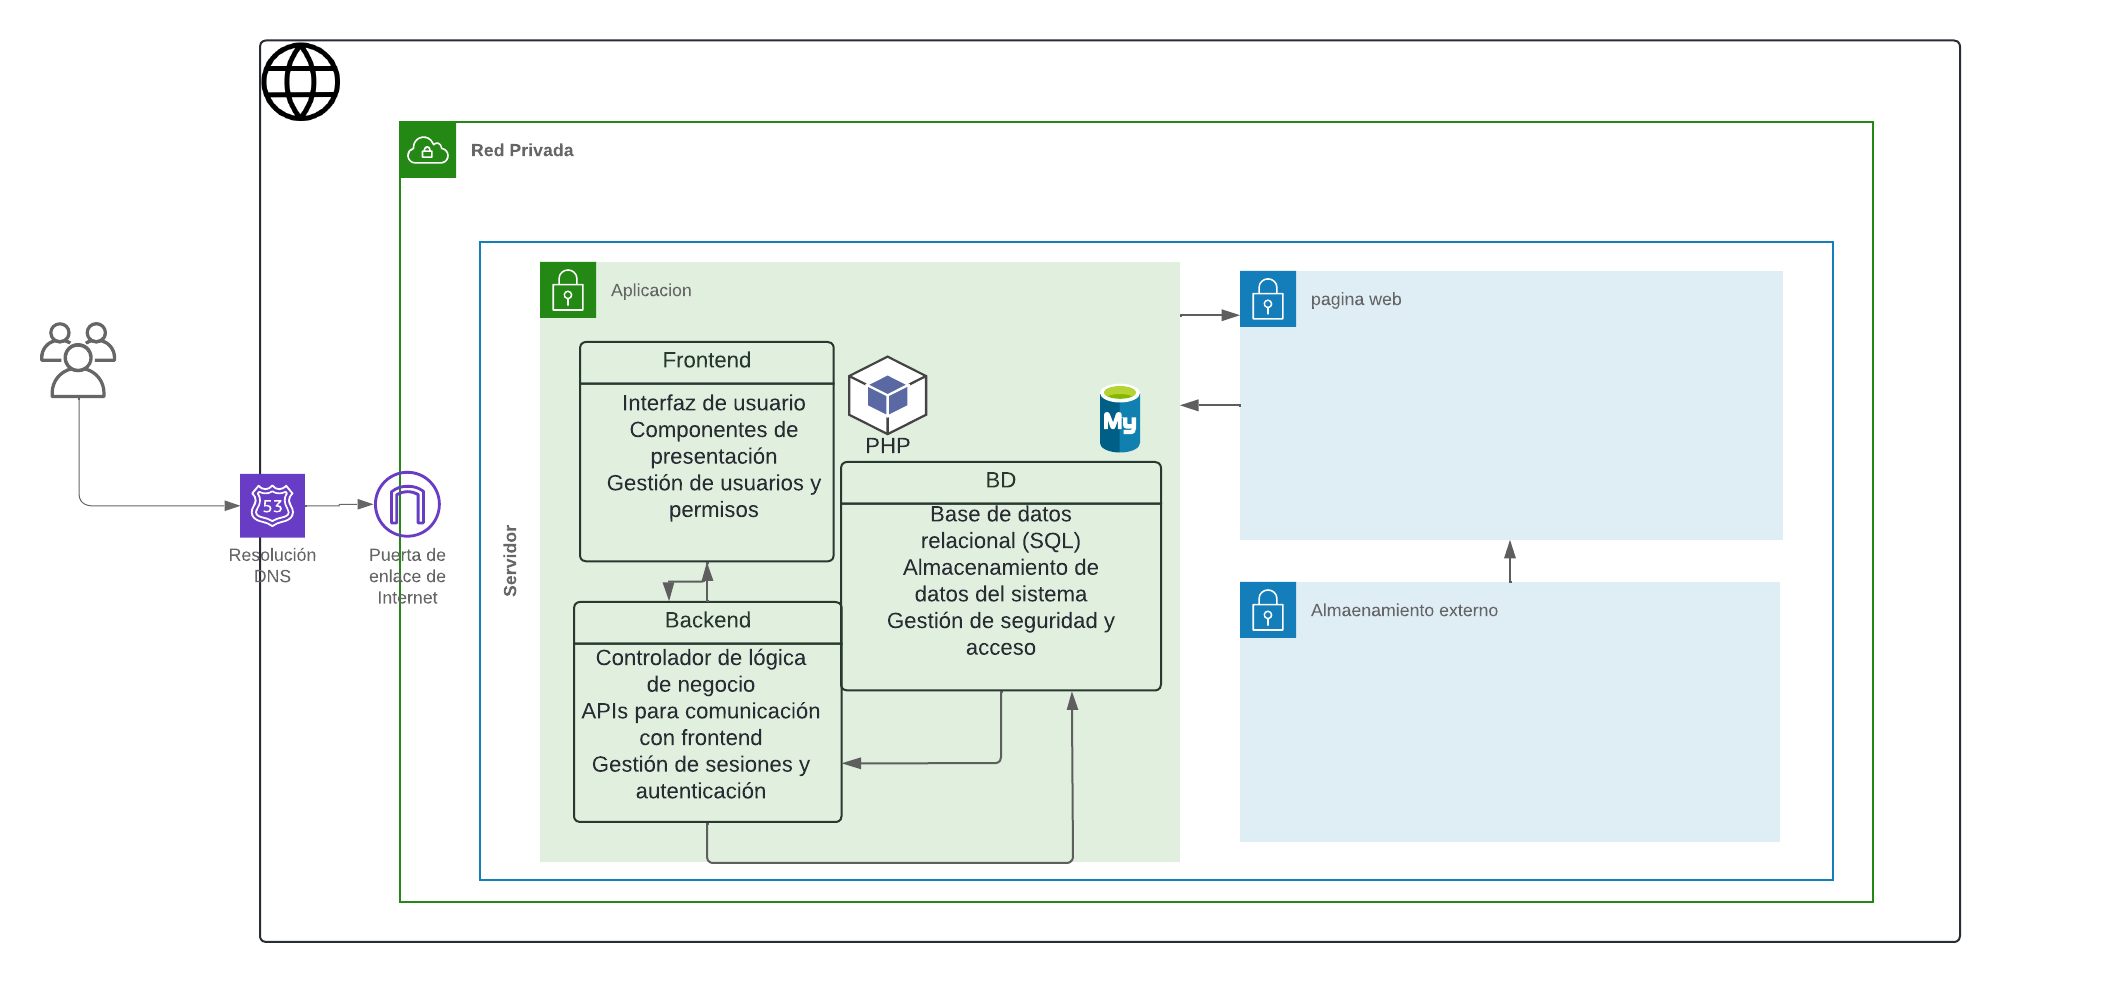 Red Privada
Aplicacion
Frontend
Interfaz de usuario
Componentes de
presentación
Gestión de usuarios y
permisos
PHP
My
BD
Base de datos
relacional (SQL)
Almacenamiento de
datos del sistema
Gestión de seguridad y
acceso
Backend
Controlador de lógica
de negocio
APIs para comunicación
con frontend
Gestión de sesiones y
autenticación
pagina web
Almaenamiento externo
Servidor
53
Resolución
DNS
Puerta de
enlace de
Internet